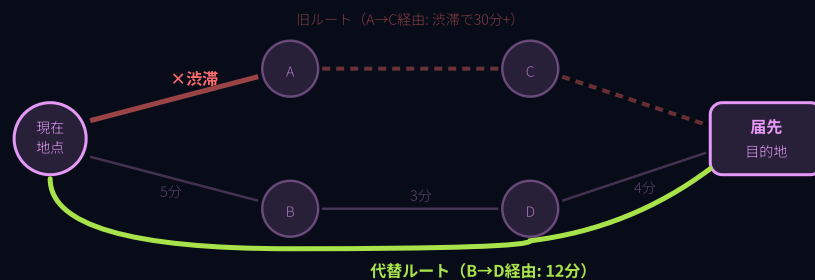 旧ルート（A→C経由: 渋滞で30分+）
×渋滞
A
C
現在
地点
届先
目的地
5分
3分
4分
B
D
代替ルート（B→D経由: 12分）